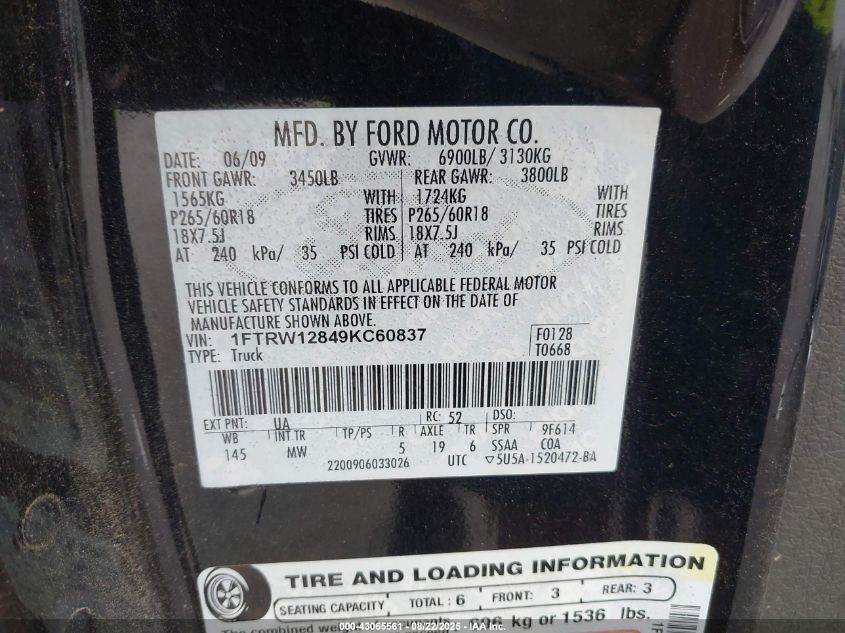 MFD. BY FORD MOTOR CO.
DATE: 06/09 GVWR: 6900LB/ 3130KG
FRONT GAWR: 3450LB REAR GAWR: 3800LB
1565KG WITH 1724KG WITH
P265/60R18 TIRES P265/60R18 TIRES
18X7.5J RIMS 18X7.5J RIMS
AT 240 kPa/ 35 PSI COLD AT 240 kPa/ 35 PSI COLD
THIS VEHICLE CONFORMS TO ALL APPLICABLE FEDERAL MOTOR
VEHICLE SAFETY STANDARDS IN EFFECT ON THE DATE OF
MANUFACTURE SHOWN ABOVE.
VIN: 1FTRW12849KC60837 F0128
TYPE: Truck T0668
EXT PNT: UA RC: 52 DSO:
WB INT TR TP/PS R AXLE TR SPR 9F614
145 MW 5 19 6 SSAA COA
2200906033026 UTC ▽5U5A-1520472-BA
TIRE AND LOADING INFORMATION
SEATING CAPACITY TOTAL: 6 FRONT: 3 REAR: 3
The combined kg or 1536 lbs.
© IAA - 43065561 - 08/22/2025 - 03:02:22